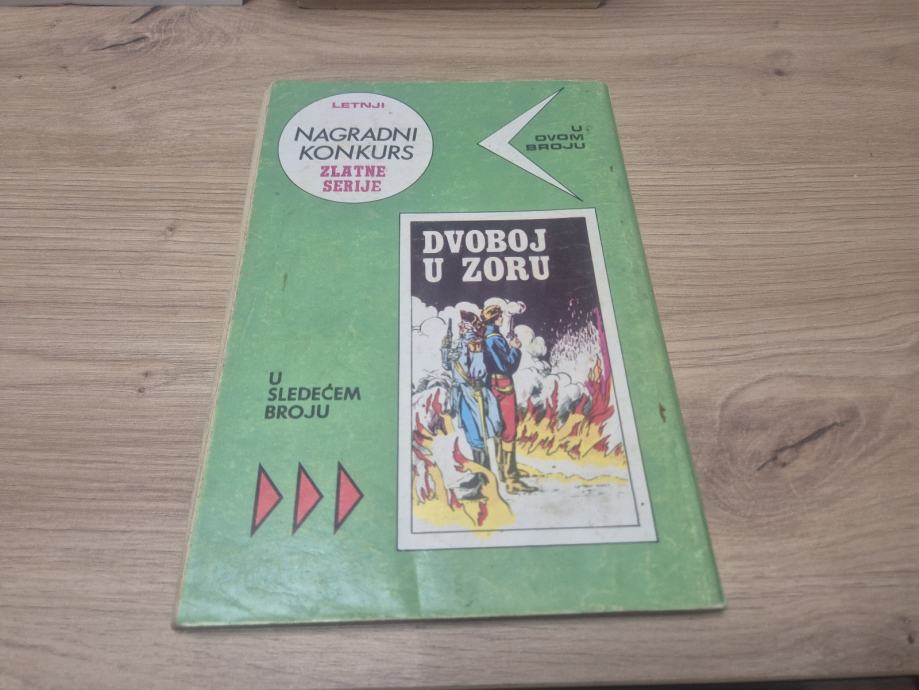 LETNJI
NAGRADNI
KONKURS
ZLATNE
SERIJE
U
OVOM
BROJU
DVOBOJ
U ZORU
U
SLEDEĆEM
BROJU